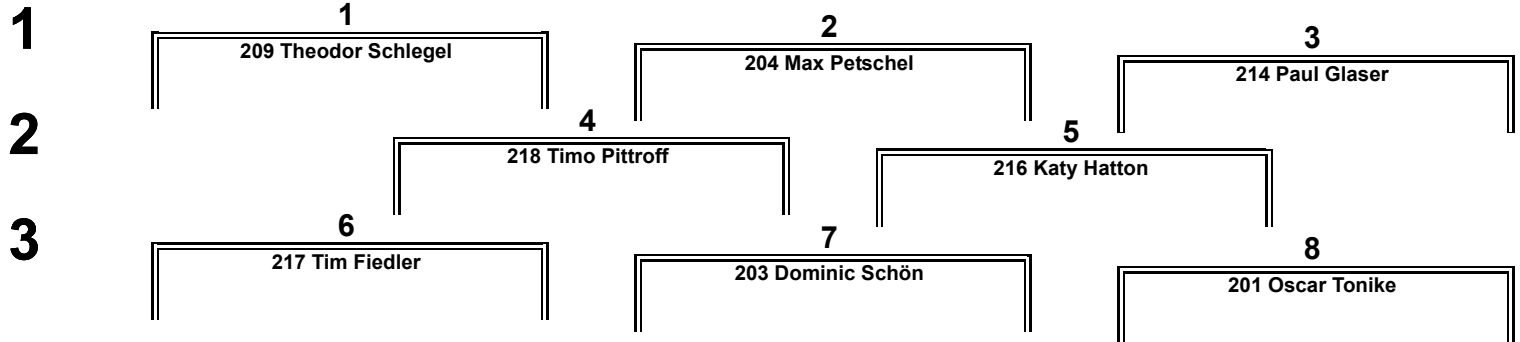 1
1
209 Theodor Schlegel
2
204 Max Petschel
3
214 Paul Glaser
2
4
218 Timo Pittroff
5
216 Katy Hatton
3
6
217 Tim Fiedler
7
203 Dominic Schön
8
201 Oscar Tonike